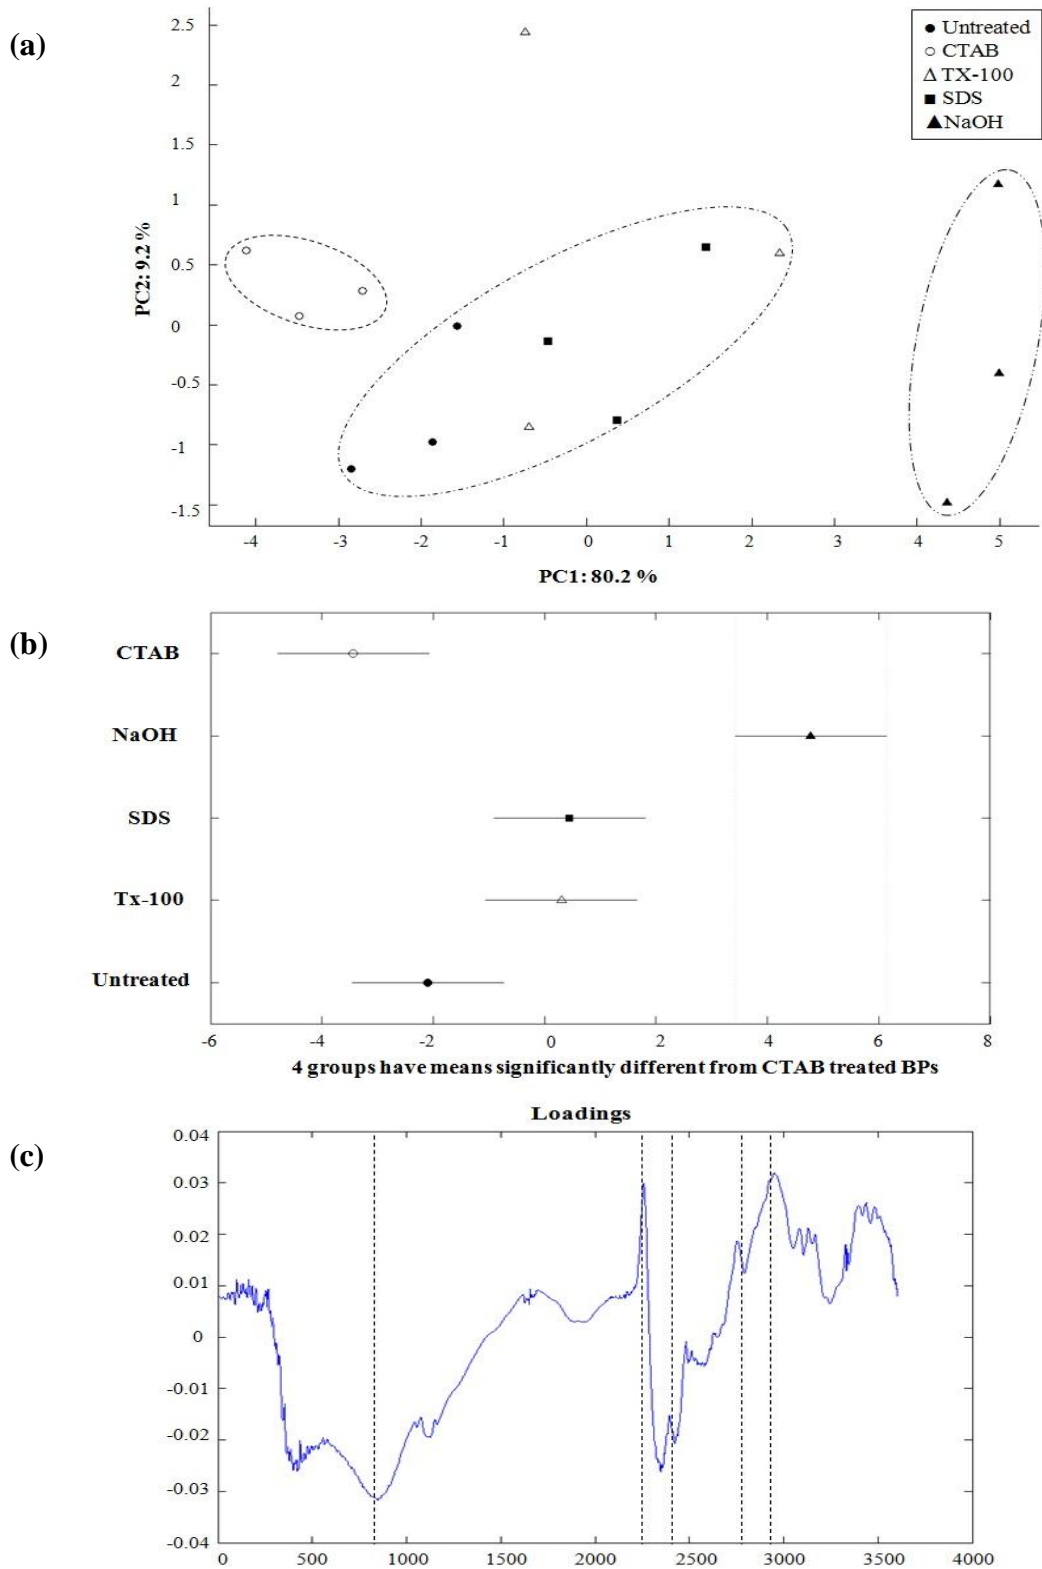 (a)
2.5
2
1.5
1
0.5
0
-0.5
-1
-1.5
PC2: 9.2 %
Untreated
CTAB
TX-100
SDS
NaOH
-4 -3 -2 -1 0 1 2 3 4 5
PC1: 80.2 %
(b)
CTAB
NaOH
SDS
Tx-100
Untreated
-6 -4 -2 0 2 4 6 8
4 groups have means significantly different from CTAB treated BPs
(c)
Loadings
0.04
0.03
0.02
0.01
0
-0.01
-0.02
-0.03
-0.04
0 500 1000 1500 2000 2500 3000 3500 4000